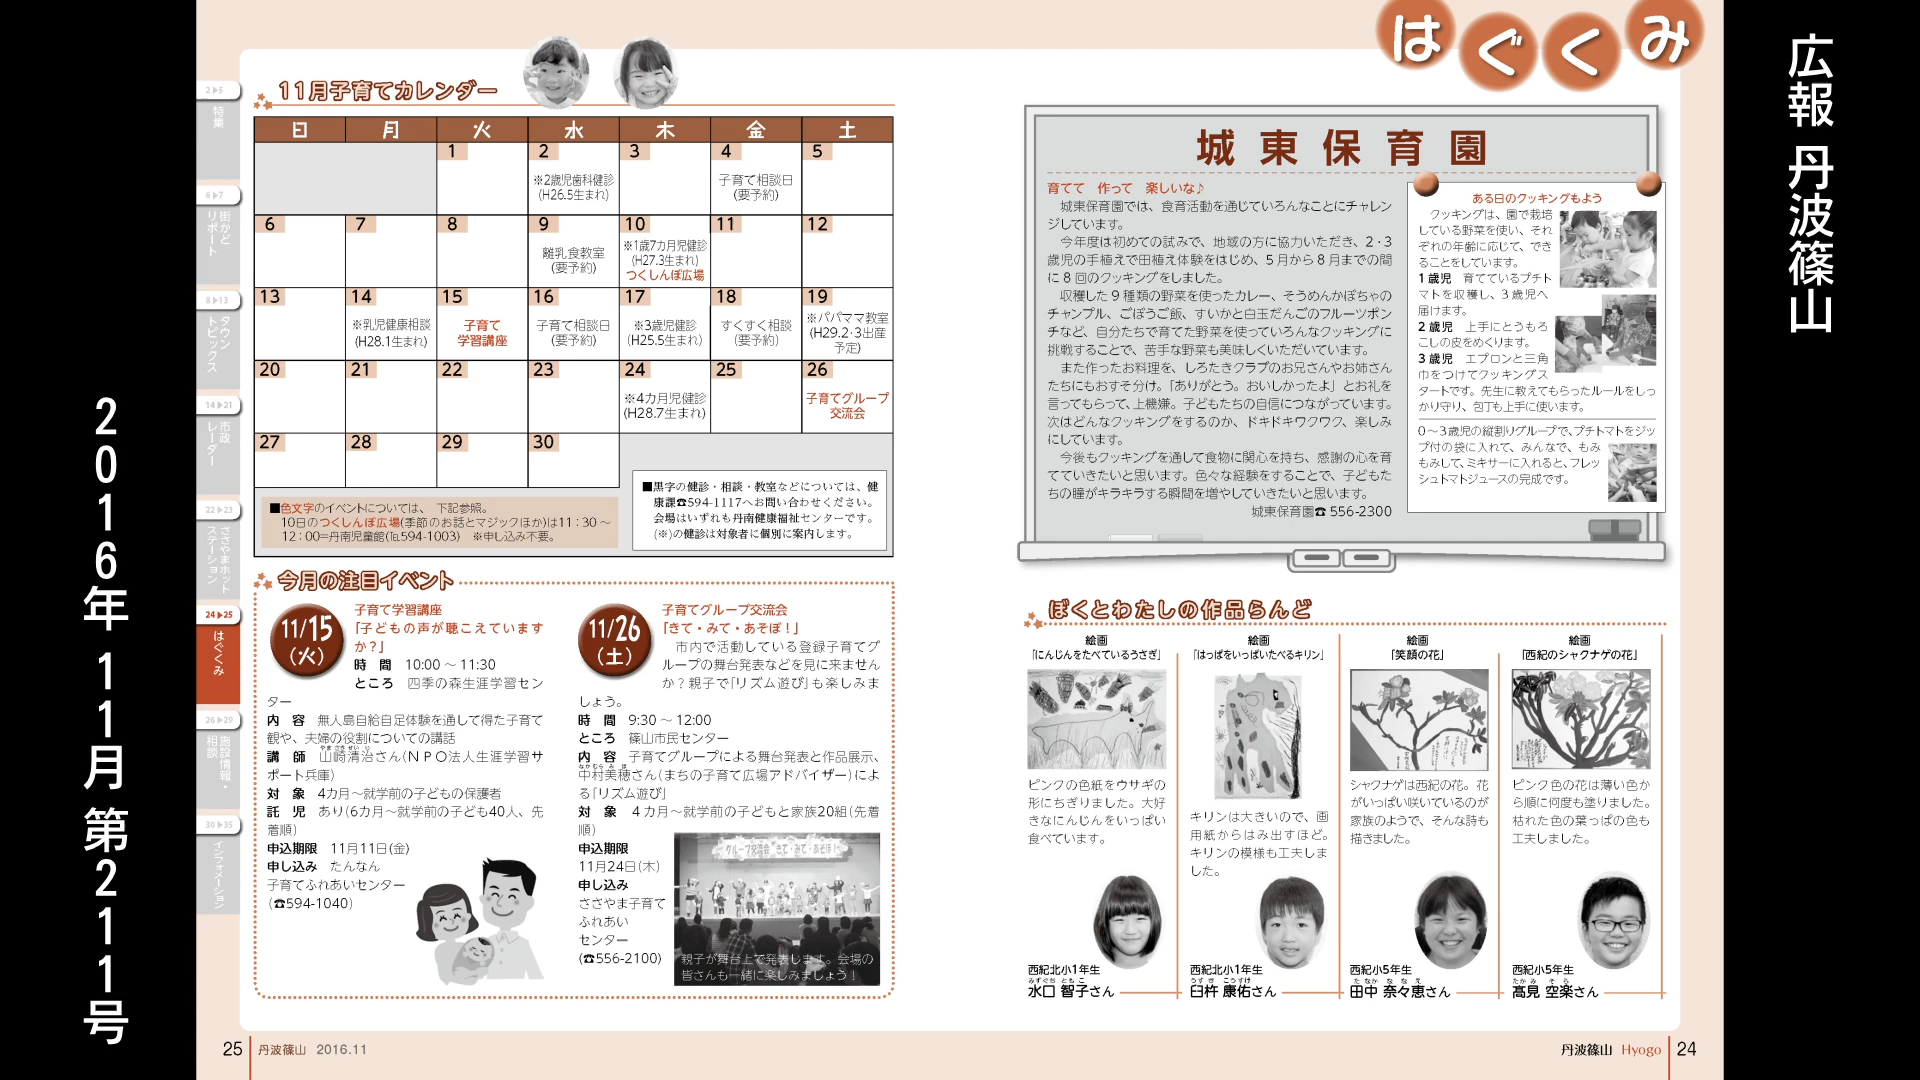 広報 丹波篠山
2016年 11月 第211号
はぐくみ
城東保育園
育てて 作って 楽しいな♪
城東保育園では、食育活動を通じていろんなことにチャレン
ジしています。
今年度は初めての試みで、地域の方に協力いただき、2・3
歳児の手植えで田植え体験をはじめ、5月から8月までの間
に8回のクッキングをしました。
収穫した9種類の野菜を使ったカレー、そうめんかぼちゃの
チャンプル、ごぼうご飯、すいかと白玉だんごのフルーツポン
チなど、自分たちで育てた野菜を使っていろんなクッキングに
挑戦することで、苦手な野菜も美味しくいただいています。
また作ったお料理を、しろたきクラブのお兄さんやお姉さん
たちにもおすそ分け。「ありがとう。おいしかったよ」とお礼を
言ってもらって、上機嫌。子どもたちの自信につながっています。
次はどんなクッキングをするのか、ドキドキワクワク、楽しみ
にしています。
今後もクッキングを通して食物に関心を持ち、感謝の心を育
てていきたいと思います。色々な経験をすることで、子どもた
ちの瞳がキラキラする瞬間を増やしていきたいと思います。
城東保育園☎556-2300
ある日のクッキングもよう
クッキングは、園で栽培
している野菜を使い、それ
ぞれの年齢に応じて、でき
ることをしています。
1歳児 育てているプチト
マトを収穫し、3歳児へ
届けます。
2歳児 上手にとうもろ
こしの皮をめくります。
3歳児 エプロンと三角
巾をつけてクッキングス
タートです。先生に教えてもらったルールをしっ
かり守り、包丁も上手に使います。
0～3歳児の縦割りグループで、プチトマトをジッ
プ付の袋に入れて、みんなで、もみ
もみして、ミキサーに入れると、フレッ
シュトマトジュースの完成です。
ぼくとわたしの作品らんど
絵画
「にんじんをたべているうさぎ」
ピンクの色紙をウサギの
形にちぎりました。大好
きなにんじんをいっぱい
食べています。
西紀北小1年生
みずぐち ともこ
水口 智子さん
絵画
「はっぱをいっぱいたべるキリン」
キリンは大きいので、画
用紙からはみ出すほど。
キリンの模様も工夫しま
した。
西紀北小1年生
うすき こうすけ
臼杵 康佑さん
絵画
「笑顔の花」
シャクナゲは西紀の花。花
がいっぱい咲いているのが
家族のようで、そんな詩も
描きました。
西紀小5年生
たなか ななえ
田中 奈々恵さん
絵画
「西紀のシャクナゲの花」
ピンク色の花は薄い色か
ら順に何度も塗りました。
枯れた色の葉っぱの色も
工夫しました。
西紀小5年生
たかみ そら
髙見 空楽さん
丹波篠山 Hyogo 24
11月子育てカレンダー
日 月 火 水 木 金 土
1 2 3 4 5
※2歳児歯科健診
(H26.5生まれ)
子育て相談日
(要予約)
6 7 8 9 10 11 12
離乳食教室
(要予約)
※1歳7カ月児健診
(H27.3生まれ)
つくしんぼ広場
13 14 15 16 17 18 19
※乳児健康相談
(H28.1生まれ)
子育て
学習講座
子育て相談日
(要予約)
※3歳児健診
(H25.5生まれ)
すくすく相談
(要予約)
※パパママ教室
(H29.2・3出産
予定)
20 21 22 23 24 25 26
※4カ月児健診
(H28.7生まれ)
子育てグループ
交流会
27 28 29 30
■色文字のイベントについては、 下記参照。
10日のつくしんぼ広場(季節のお話とマジックほか)は11：30～
12：00=丹南児童館(℡594-1003) ※申し込み不要。
■黒字の健診・相談・教室などについては、健
康課☎594-1117へお問い合わせください。
会場はいずれも丹南健康福祉センターです。
(※)の健診は対象者に個別に案内します。
今月の注目イベント
11/15
(火)
子育て学習講座
「子どもの声が聴こえています
か？」
時 間 10:00～11:30
ところ 四季の森生涯学習セン
ター
内 容 無人島自給自足体験を通して得た子育て
観や、夫婦の役割についての講話
やまさきせいじ
講 師 山﨑清治さん(NPO法人生涯学習サ
ポート兵庫)
対 象 4カ月～就学前の子どもの保護者
託 児 あり(6カ月～就学前の子ども40人、先
着順)
申込期限 11月11日(金)
申し込み たんなん
子育てふれあいセンター
(☎594-1040)
11/26
(土)
子育てグループ交流会
「きて・みて・あそぼ！」
市内で活動している登録子育てグ
ループの舞台発表などを見に来ません
か？親子で「リズム遊び」も楽しみま
しょう。
時 間 9:30～12:00
ところ 篠山市民センター
内 容 子育てグループによる舞台発表と作品展示、
なかむらみほ
中村美穂さん(まちの子育て広場アドバイザー)によ
る「リズム遊び」
対 象 4カ月～就学前の子どもと家族20組(先着
順)
申込期限
11月24日(木)
申し込み
ささやま子育て
ふれあい
センター
(☎556-2100)
グループ交流会 きて・みて・あそぼ！
親子が舞台上で発表します。会場の
皆さんも一緒に楽しみましょう！
25 丹波篠山 2016.11
2▶5
特集
6▶7
街かど
リポート
8▶13
タウン
トピックス
14▶21
市政
レーダー
22▶23
ささやまホット
ステーション
24▶25
はぐくみ
26▶29
施設情報・
相談
30▶35
インフォメーション